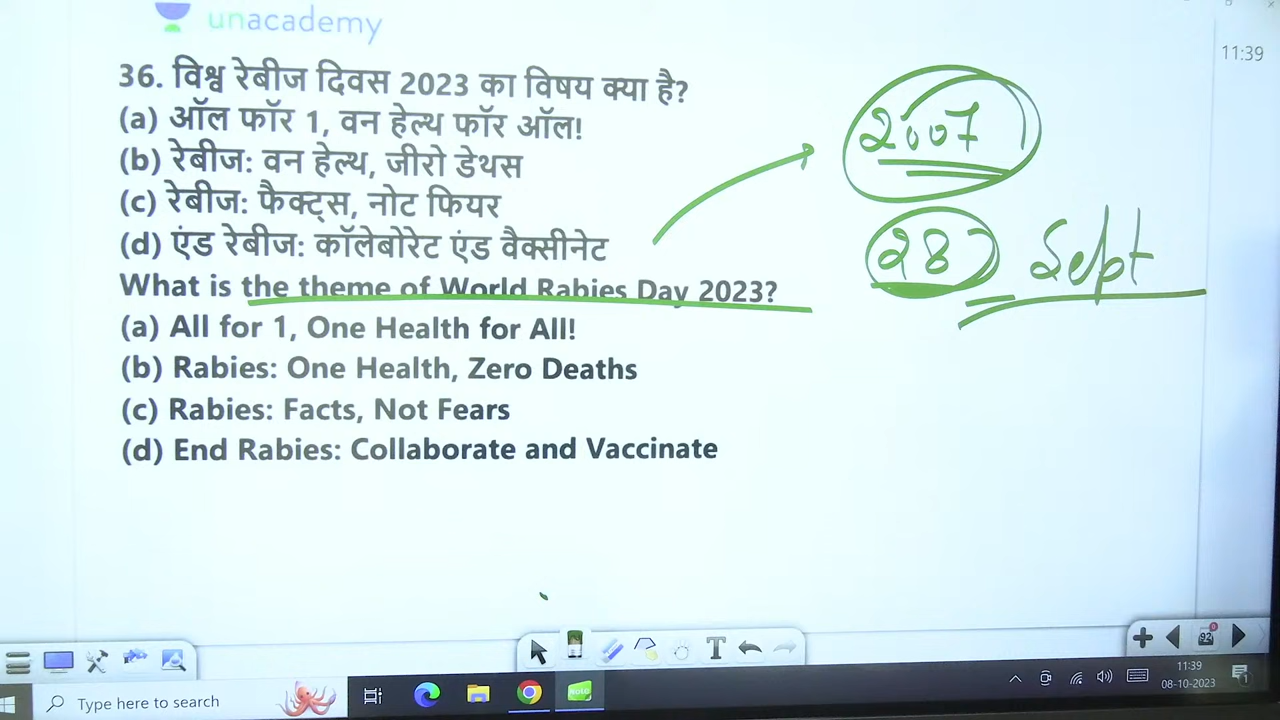 unacademy
11:39
36. विश्व रेबीज दिवस 2023 का विषय क्या है?
(a) ऑल फॉर 1, वन हेल्थ फॉर ऑल!
(b) रेबीज: वन हेल्थ, जीरो डेथस
(c) रेबीज: फैक्ट्स, नोट फियर
(d) एंड रेबीज: कॉलेबोरेट एंड वैक्सीनेट
What is the theme of World Rabies Day 2023?
(a) All for 1, One Health for All!
(b) Rabies: One Health, Zero Deaths
(c) Rabies: Facts, Not Fears
(d) End Rabies: Collaborate and Vaccinate
2007
28 Sept
T
92
Type here to search
11:39
08-10-2023